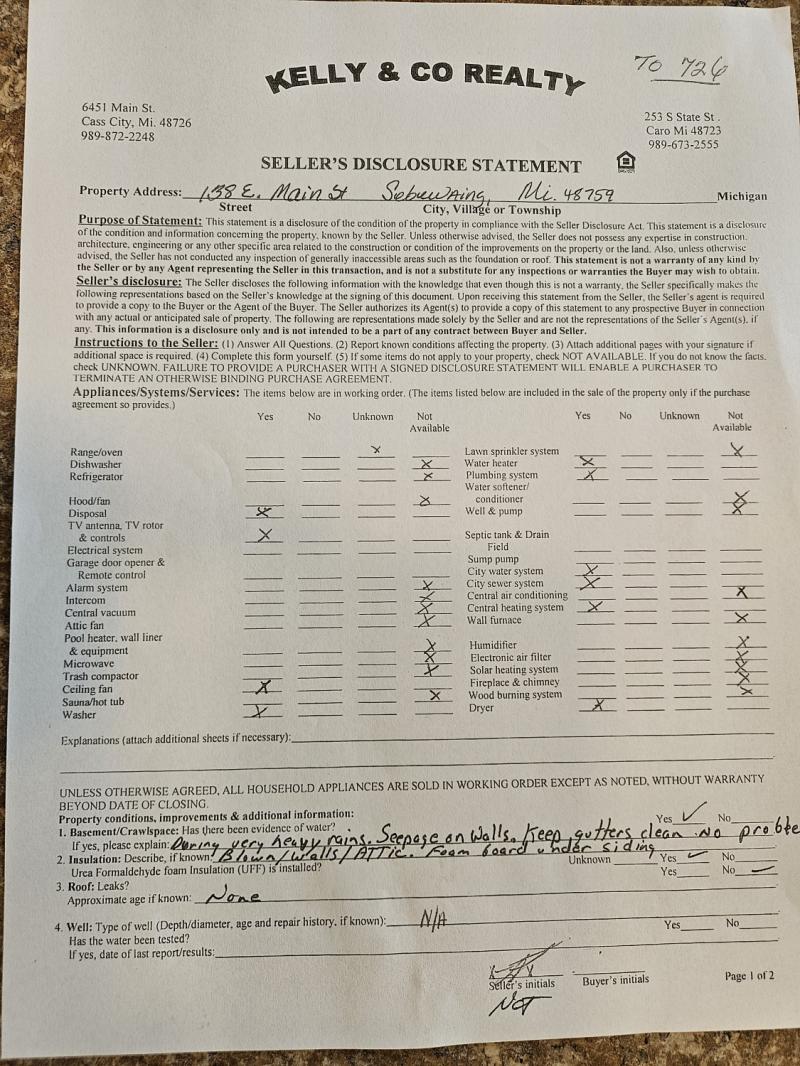 KELLY & CO REALTY
TO 726
6451 Main St.
Cass City, Mi. 48726
989-872-2248
253 S State St .
Caro Mi 48723
989-673-2555
SELLER'S DISCLOSURE STATEMENT
Property Address: 138 E. Main St Sebewaing, Mi. 48759 Michigan
Street City, Village or Township
Purpose of Statement: This statement is a disclosure of the condition of the property in compliance with the Seller Disclosure Act. This statement is a disclosure
of the condition and information concerning the property, known by the Seller. Unless otherwise advised, the Seller does not possess any expertise in construction,
architecture, engineering or any other specific area related to the construction or condition of the improvements on the property or the land. Also, unless otherwise
advised, the Seller has not conducted any inspection of generally inaccessible areas such as the foundation or roof. This statement is not a warranty of any kind by
the Seller or by any Agent representing the Seller in this transaction, and is not a substitute for any inspections or warranties the Buyer may wish to obtain.
Seller's disclosure: The Seller discloses the following information with the knowledge that even though this is not a warranty, the Seller specifically makes the
following representations based on the Seller's knowledge at the signing of this document. Upon receiving this statement from the Seller, the Seller's agent is required
to provide a copy to the Buyer or the Agent of the Buyer. The Seller authorizes its Agent(s) to provide a copy of this statement to any prospective Buyer in connection
with any actual or anticipated sale of property. The following are representations made solely by the Seller and are not the representations of the Seller's Agent(s), if
any. This information is a disclosure only and is not intended to be a part of any contract between Buyer and Seller.
Instructions to the Seller: (1) Answer All Questions. (2) Report known conditions affecting the property. (3) Attach additional pages with your signature if
additional space is required. (4) Complete this form yourself. (5) If some items do not apply to your property, check NOT AVAILABLE. If you do not know the facts,
check UNKNOWN. FAILURE TO PROVIDE A PURCHASER WITH A SIGNED DISCLOSURE STATEMENT WILL ENABLE A PURCHASER TO
TERMINATE AN OTHERWISE BINDING PURCHASE AGREEMENT.
Appliances/Systems/Services: The items below are in working order. (The items listed below are included in the sale of the property only if the purchase
agreement so provides.)
Yes No Unknown Not Available
Range/oven X
Dishwasher X
Refrigerator X
Hood/fan X
Disposal X
TV antenna, TV rotor
& controls X
Electrical system
Garage door opener &
Remote control
Alarm system X
Intercom X
Central vacuum X
Attic fan X
Pool heater, wall liner
& equipment X
Microwave X
Trash compactor X
Ceiling fan X
Sauna/hot tub X
Washer X
Yes No Unknown Not Available
Lawn sprinkler system X
Water heater X
Plumbing system X
Water softener/
conditioner X
Well & pump X
Septic tank & Drain
Field
Sump pump
City water system X
City sewer system X
Central air conditioning X
Central heating system X
Wall furnace X
Humidifier X
Electronic air filter X
Solar heating system X
Fireplace & chimney X
Wood burning system X
Dryer X
Explanations (attach additional sheets if necessary):
UNLESS OTHERWISE AGREED, ALL HOUSEHOLD APPLIANCES ARE SOLD IN WORKING ORDER EXCEPT AS NOTED, WITHOUT WARRANTY
BEYOND DATE OF CLOSING.
Property conditions, improvements & additional information:
1. Basement/Crawlspace: Has there been evidence of water? Yes ✓ No
If yes, please explain: During very heavy rains. Seepage on walls. Keep gutters clean no proble
2. Insulation: Describe, if known: Blown/walls/Attic. Foam board under siding
Urea Formaldehyde foam Insulation (UFF) is installed? Unknown Yes ✓ No
3. Roof: Leaks? Yes No ✓
Approximate age if known: None
4. Well: Type of well (Depth/diameter, age and repair history, if known): N/A
Has the water been tested? Yes No
If yes, date of last report/results:
Seller's initials
Buyer's initials
Page 1 of 2